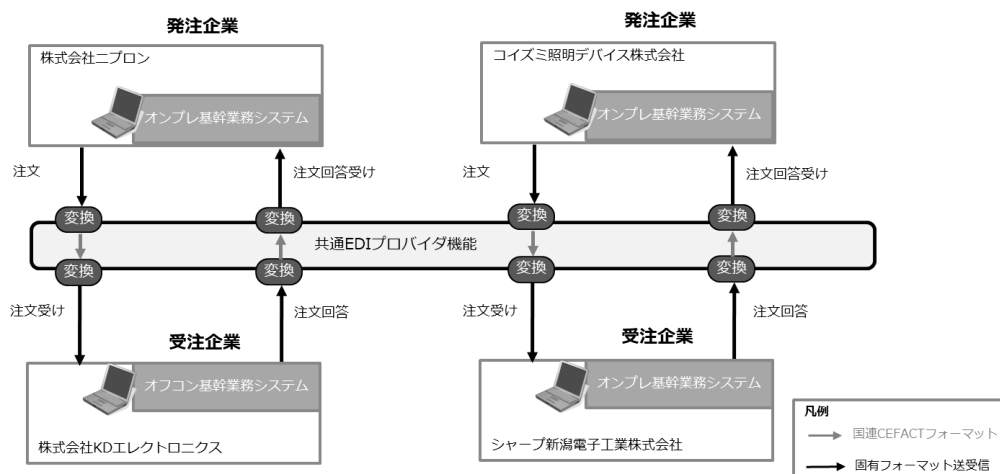 発注企業
発注企業
株式会社ニプロン
コイズミ照明デバイス株式会社
オンプレ基幹業務システム
オンプレ基幹業務システム
注文
注文回答受け
注文
注文回答受け
変換
変換
変換
変換
共通EDIプロバイダ機能
変換
変換
変換
変換
注文受け
注文回答
注文受け
注文回答
受注企業
受注企業
オフコン基幹業務システム
オンプレ基幹業務システム
株式会社KDエレクトロニクス
シャープ新潟電子工業株式会社
凡例
国連CEFACTフォーマット
固有フォーマット送受信